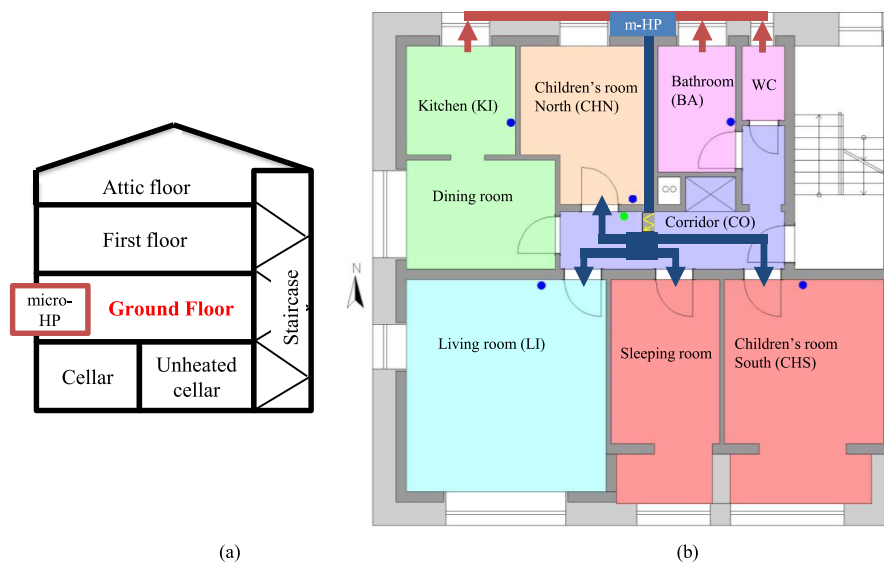 Attic floor
First floor
micro-
HP
Ground Floor
Staircase
Cellar
Unheated
cellar
(a)
m-HP
Kitchen (KI)
Children's room
North (CHN)
Bathroom
(BA)
WC
Dining room
Corridor (CO)
N
Living room (LI)
Sleeping room
Children's room
South (CHS)
(b)